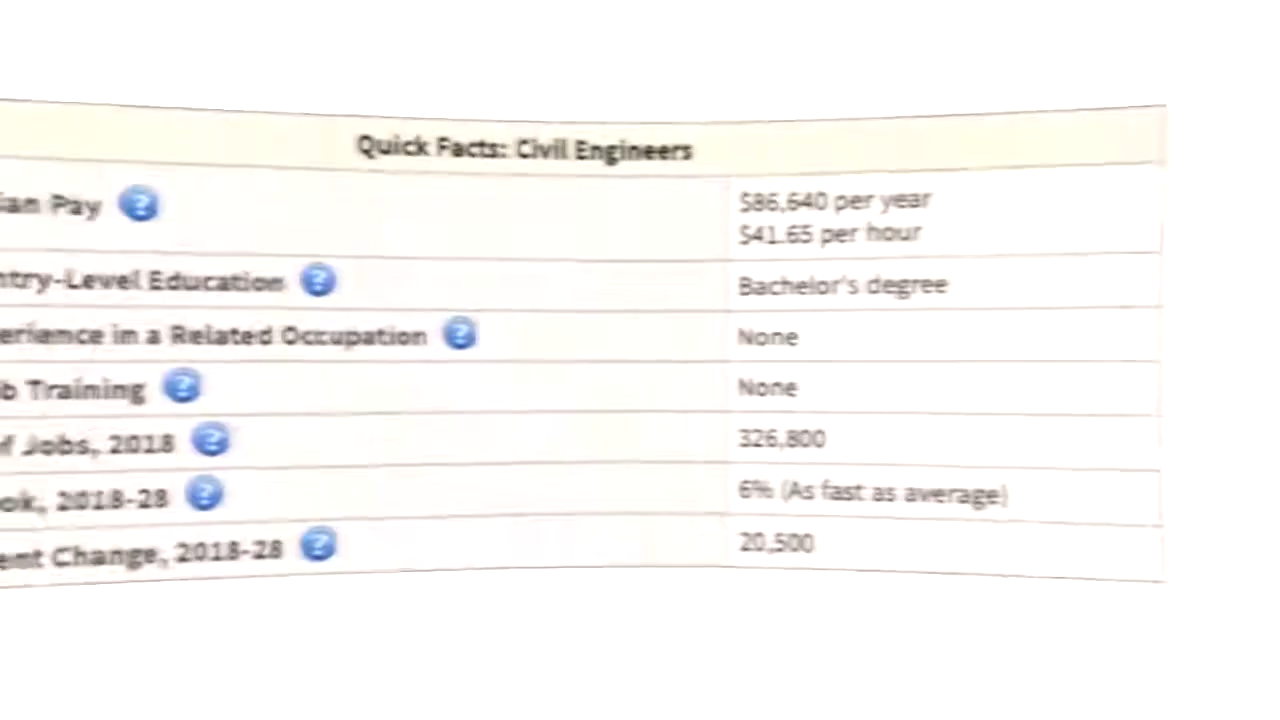 Quick Facts: Civil Engineers
ian Pay
$86,640 per year
$41.65 per hour
ntry-Level Education
Bachelor's degree
erience in a Related Occupation
None
b Training
None
f Jobs, 2018
326,800
ok, 2018-28
6% (As fast as average)
ent Change, 2018-28
20,500